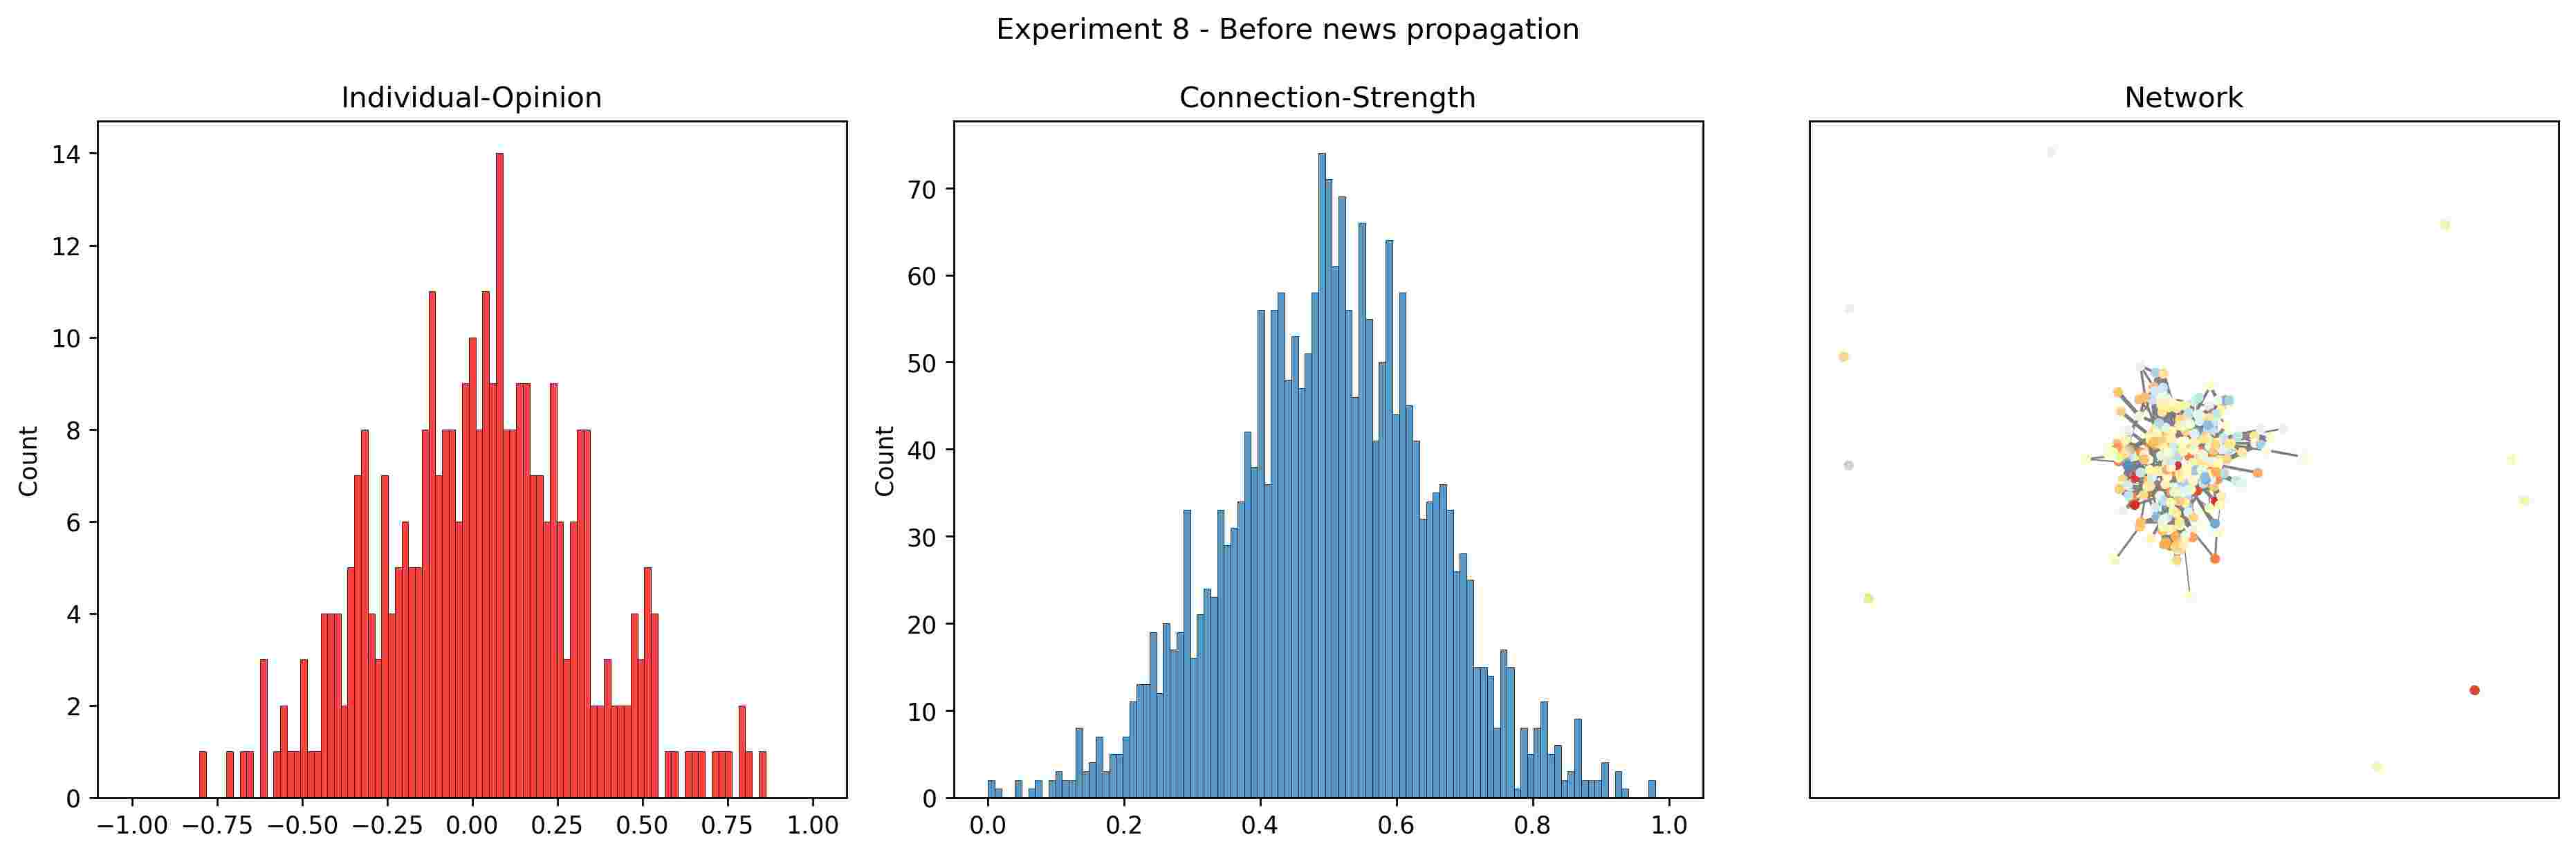 Experiment 8 - Before news propagation
Individual-Opinion
Count
14
12
10
8
6
4
2
0
−1.00 −0.75 −0.50 −0.25 0.00 0.25 0.50 0.75 1.00
Connection-Strength
Count
70
60
50
40
30
20
10
0
0.0 0.2 0.4 0.6 0.8 1.0
Network